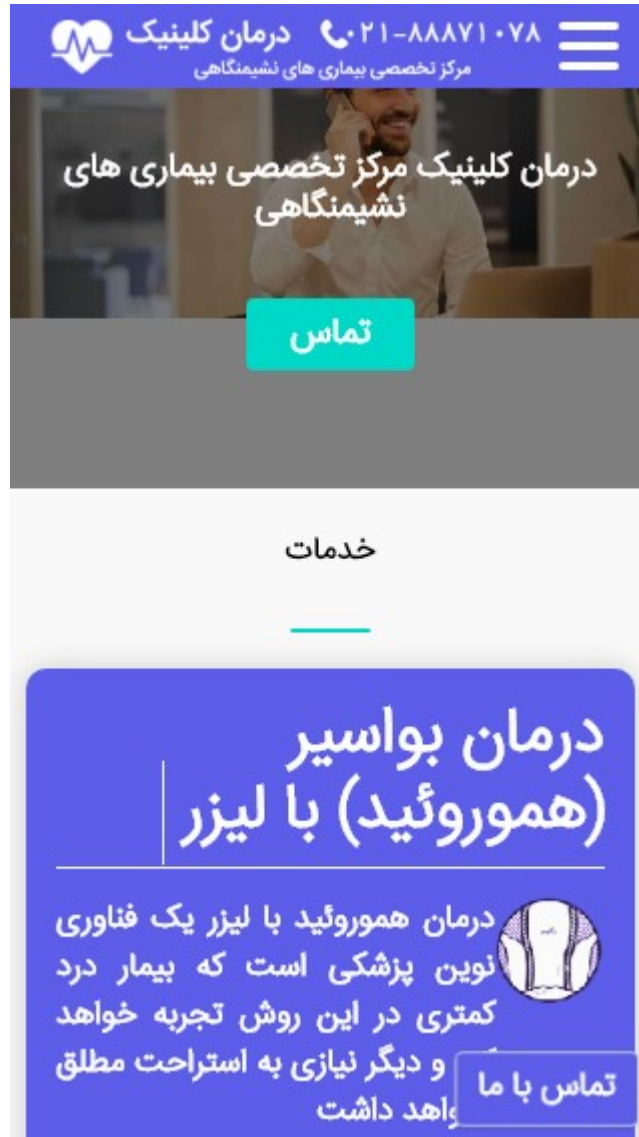 درمان کلینیک ۰۲۱-۸۸۸۷۱۰۷۸
مرکز تخصصی بیماری های نشیمنگاهی
درمان کلینیک مرکز تخصصی بیماری های
نشیمنگاهی
تماس
خدمات
درمان بواسیر
(هموروئید) با لیزر
درمان هموروئید با لیزر یک فناوری
نوین پزشکی است که بیمار درد
کمتری در این روش تجربه خواهد
و دیگر نیازی به استراحت مطلق
داشت
تماس با ما